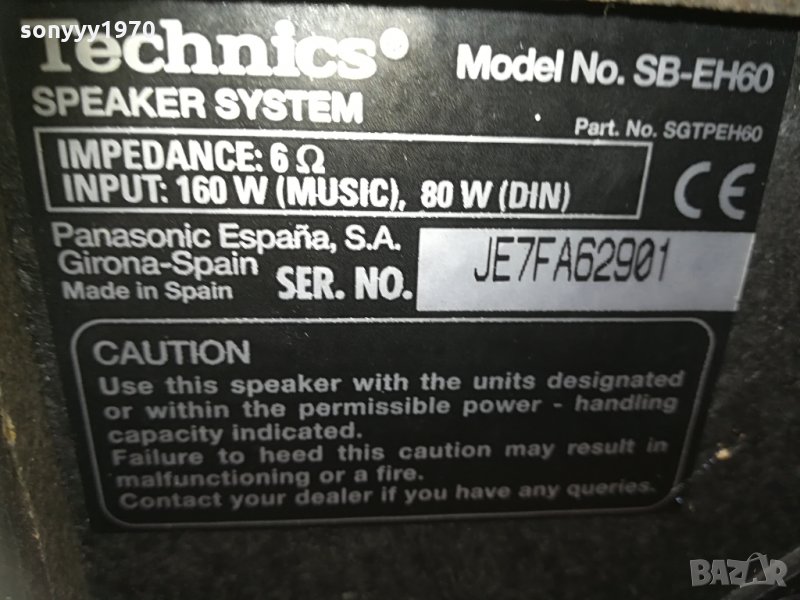 sonyyy1970
Technics®
Model No. SB-EH60
SPEAKER SYSTEM
Part. No. SGTPEH60
IMPEDANCE: 6 Ω
INPUT: 160 W (MUSIC), 80 W (DIN)
CE
Panasonic España, S.A.
Girona-Spain
Made in Spain
SER. NO.
JE7FA62901
CAUTION
Use this speaker with the units designated
or within the permissible power - handling
capacity indicated.
Failure to heed this caution may result in
malfunctioning or a fire.
Contact your dealer if you have any queries.
BAZAR